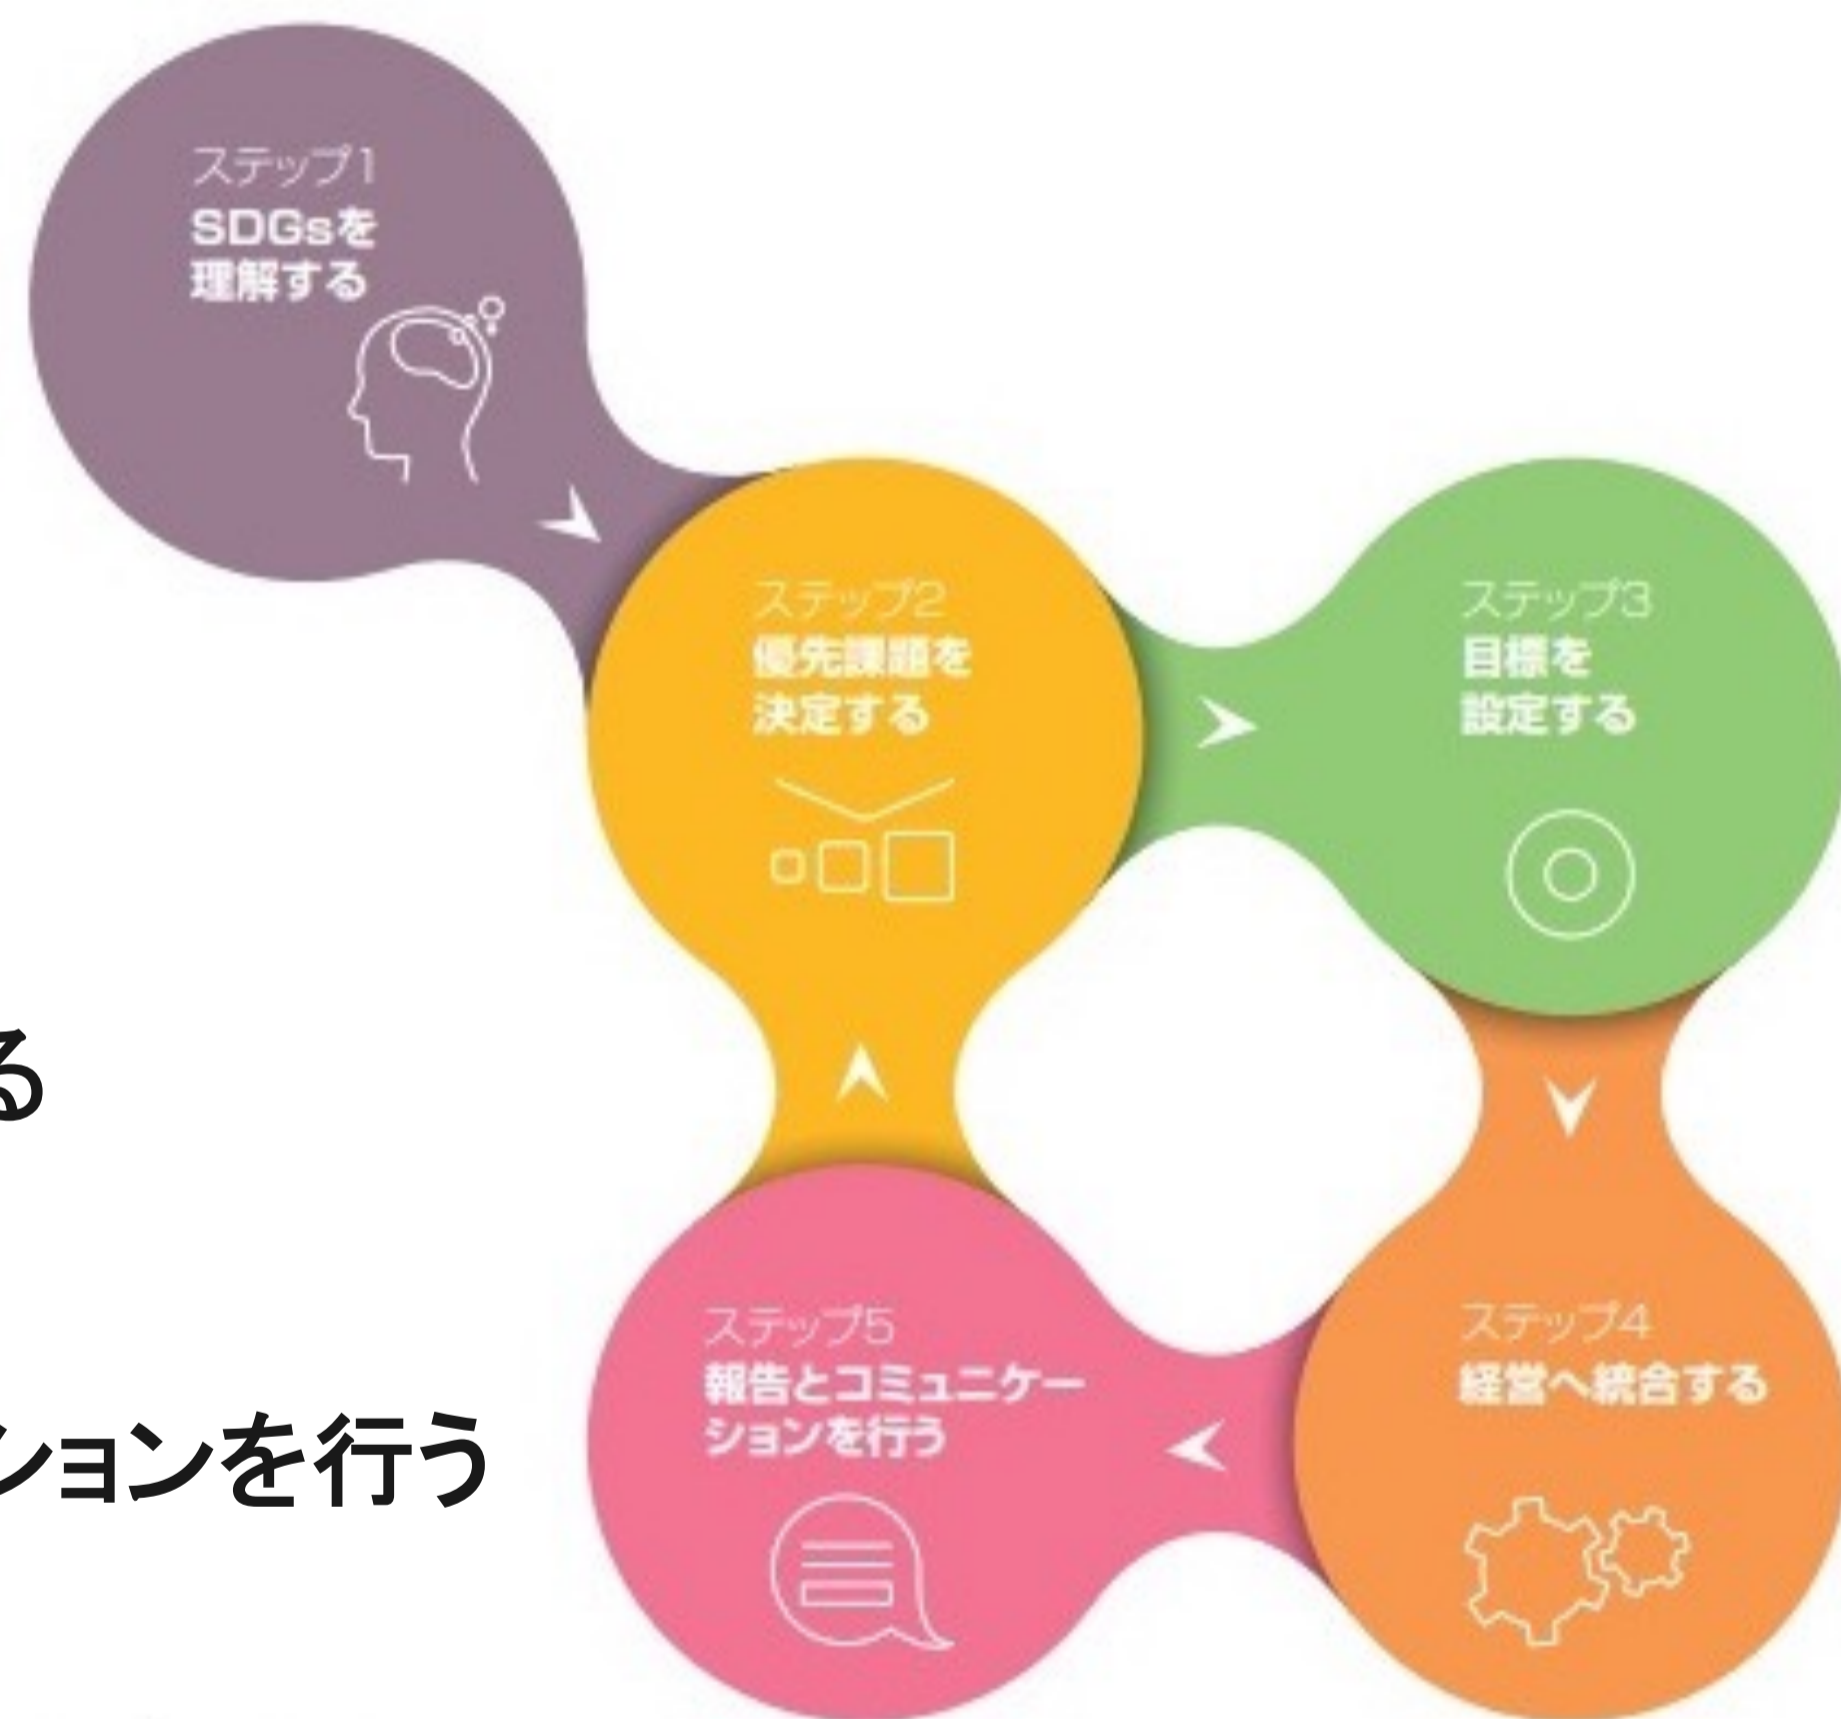 ステップ1
SDGsを
理解する
ステップ2
優先課題を
決定する
ステップ3
目標を
設定する
る
ションを行う
ステップ5
報告とコミュニケー
ションを行う
ステップ4
経営へ統合する